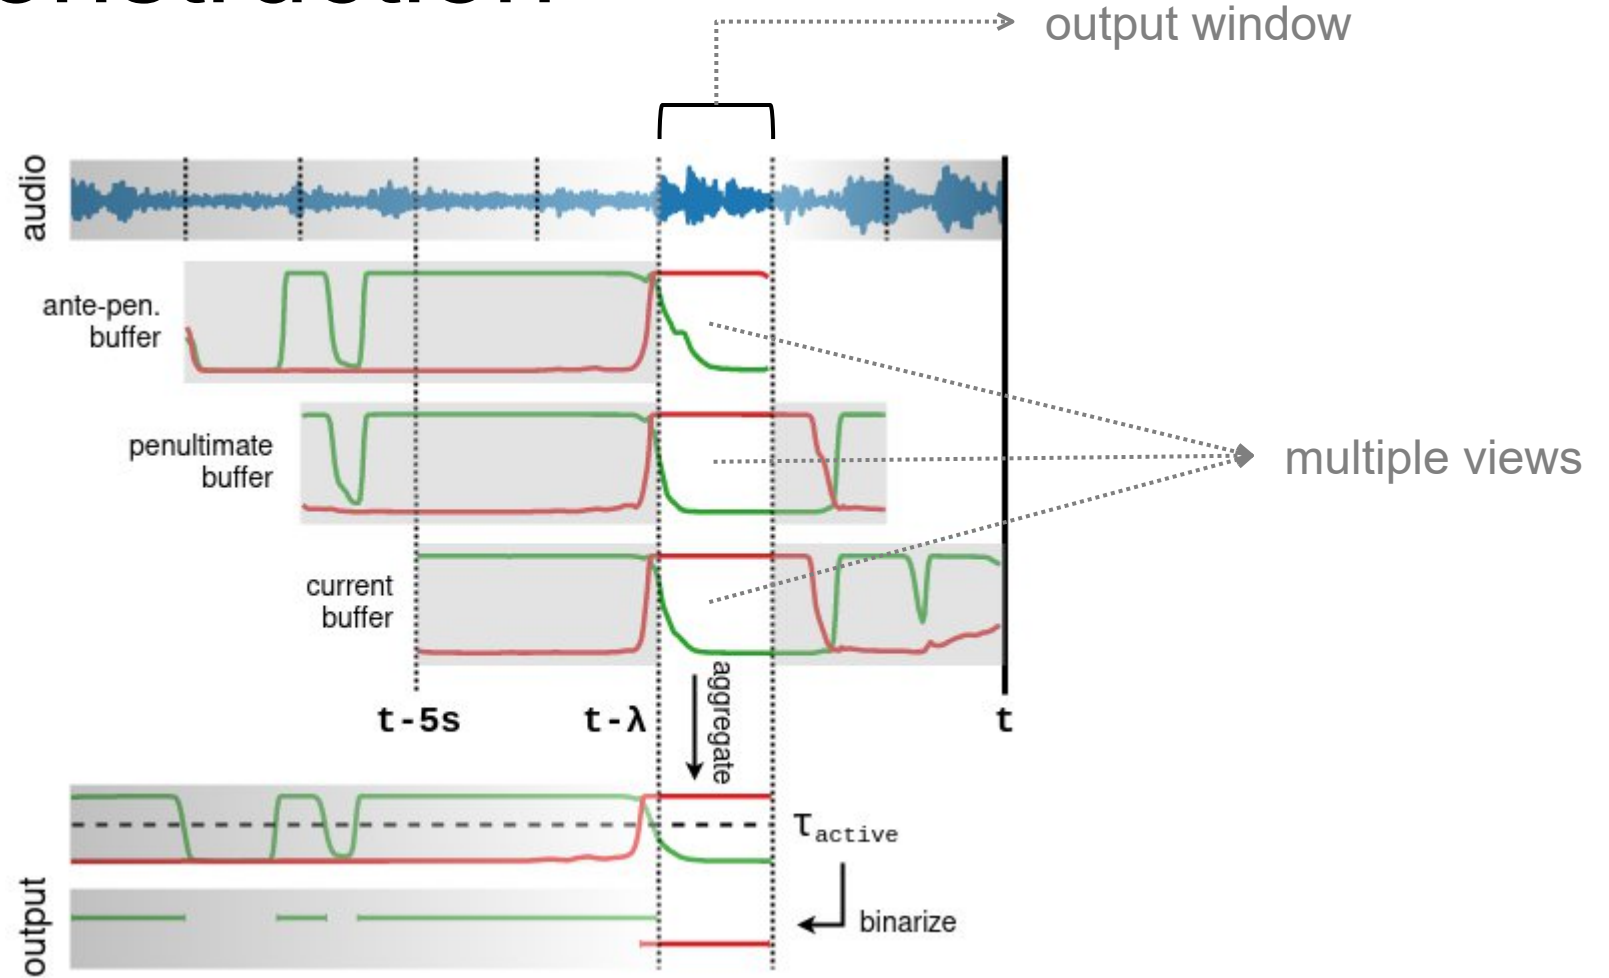 output window
audio
ante-pen.
buffer
penultimate
buffer
multiple views
current
buffer
aggregate
t-5s
t-λ
t
τactive
output
binarize